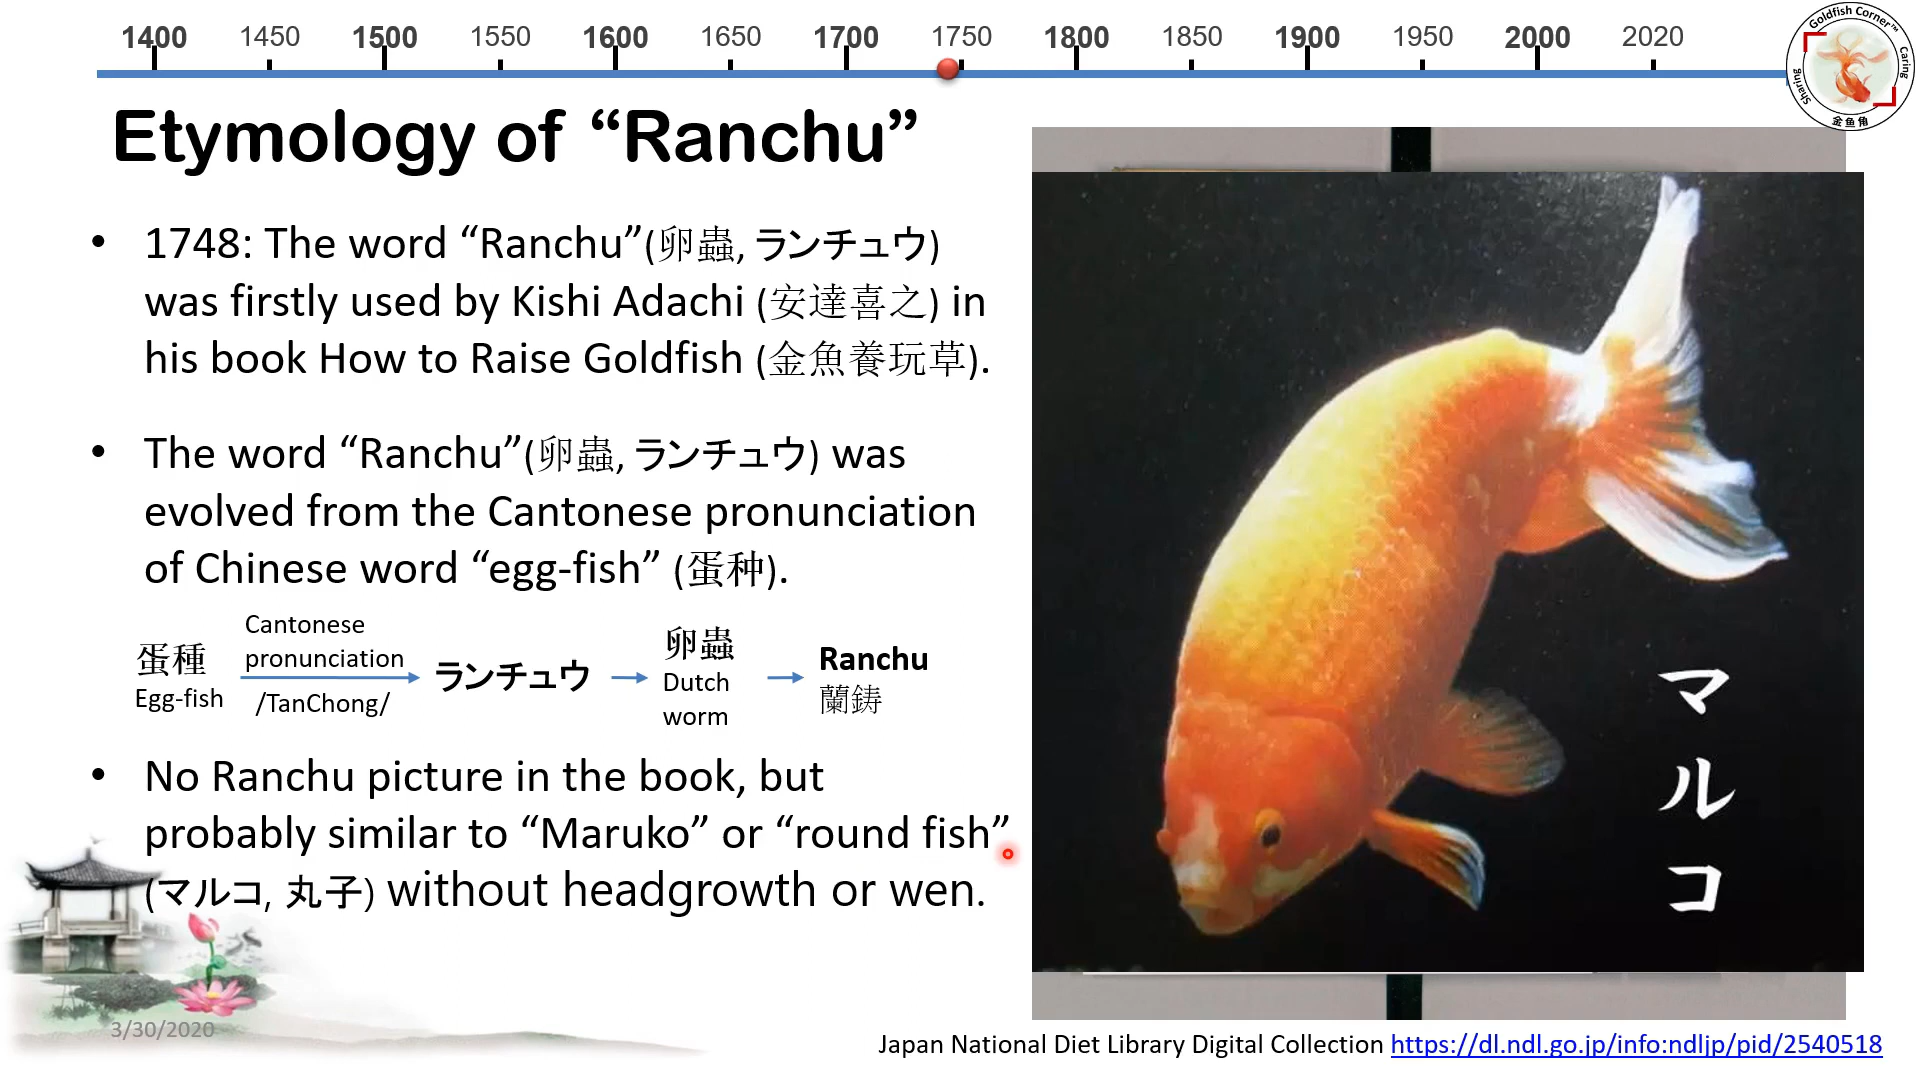 1400 1450 1500 1550 1600 1650 1700 1750 1800 1850 1900 1950 2000 2020
Goldfish Corner™
Caring
Sharing
金鱼角
Etymology of “Ranchu”
• 1748: The word “Ranchu”(卵蟲, ランチュウ)
was firstly used by Kishi Adachi (安達喜之) in
his book How to Raise Goldfish (金魚養玩草).
• The word “Ranchu”(卵蟲, ランチュウ) was
evolved from the Cantonese pronunciation
of Chinese word “egg-fish” (蛋种).
蛋種
Egg-fish
Cantonese
pronunciation
/TanChong/
ランチュウ
卵蟲
Dutch
worm
Ranchu
蘭鋳
• No Ranchu picture in the book, but
probably similar to “Maruko” or “round fish”
(マルコ, 丸子) without headgrowth or wen.
マルコ
3/30/2020
Japan National Diet Library Digital Collection https://dl.ndl.go.jp/info:ndljp/pid/2540518